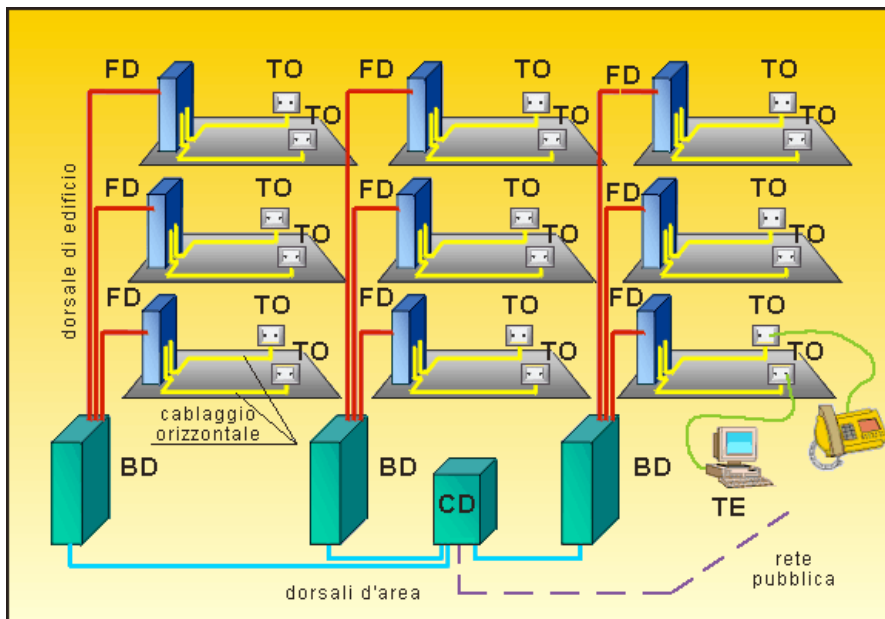 FD TO FD TO FD TO
TO TO TO
FD TO FD TO FD TO
TO TO TO
dorsale di edificio
FD TO FD TO FD TO
TO TO TO
cablaggio
orizzontale
BD BD BD
CD
TE
dorsali d'area
rete
pubblica